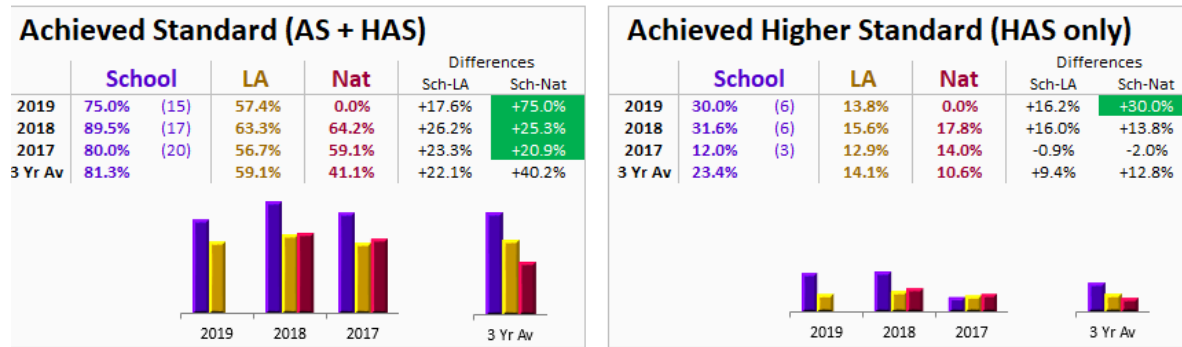 Achieved Standard (AS + HAS)
Differences
School LA Nat Sch-LA Sch-Nat
2019 75.0% (15) 57.4% 0.0% +17.6% +75.0%
2018 89.5% (17) 63.3% 64.2% +26.2% +25.3%
2017 80.0% (20) 56.7% 59.1% +23.3% +20.9%
3 Yr Av 81.3% 59.1% 41.1% +22.1% +40.2%
2019 2018 2017 3 Yr Av
Achieved Higher Standard (HAS only)
Differences
School LA Nat Sch-LA Sch-Nat
2019 30.0% (6) 13.8% 0.0% +16.2% +30.0%
2018 31.6% (6) 15.6% 17.8% +16.0% +13.8%
2017 12.0% (3) 12.9% 14.0% -0.9% -2.0%
3 Yr Av 23.4% 14.1% 10.6% +9.4% +12.8%
2019 2018 2017 3 Yr Av